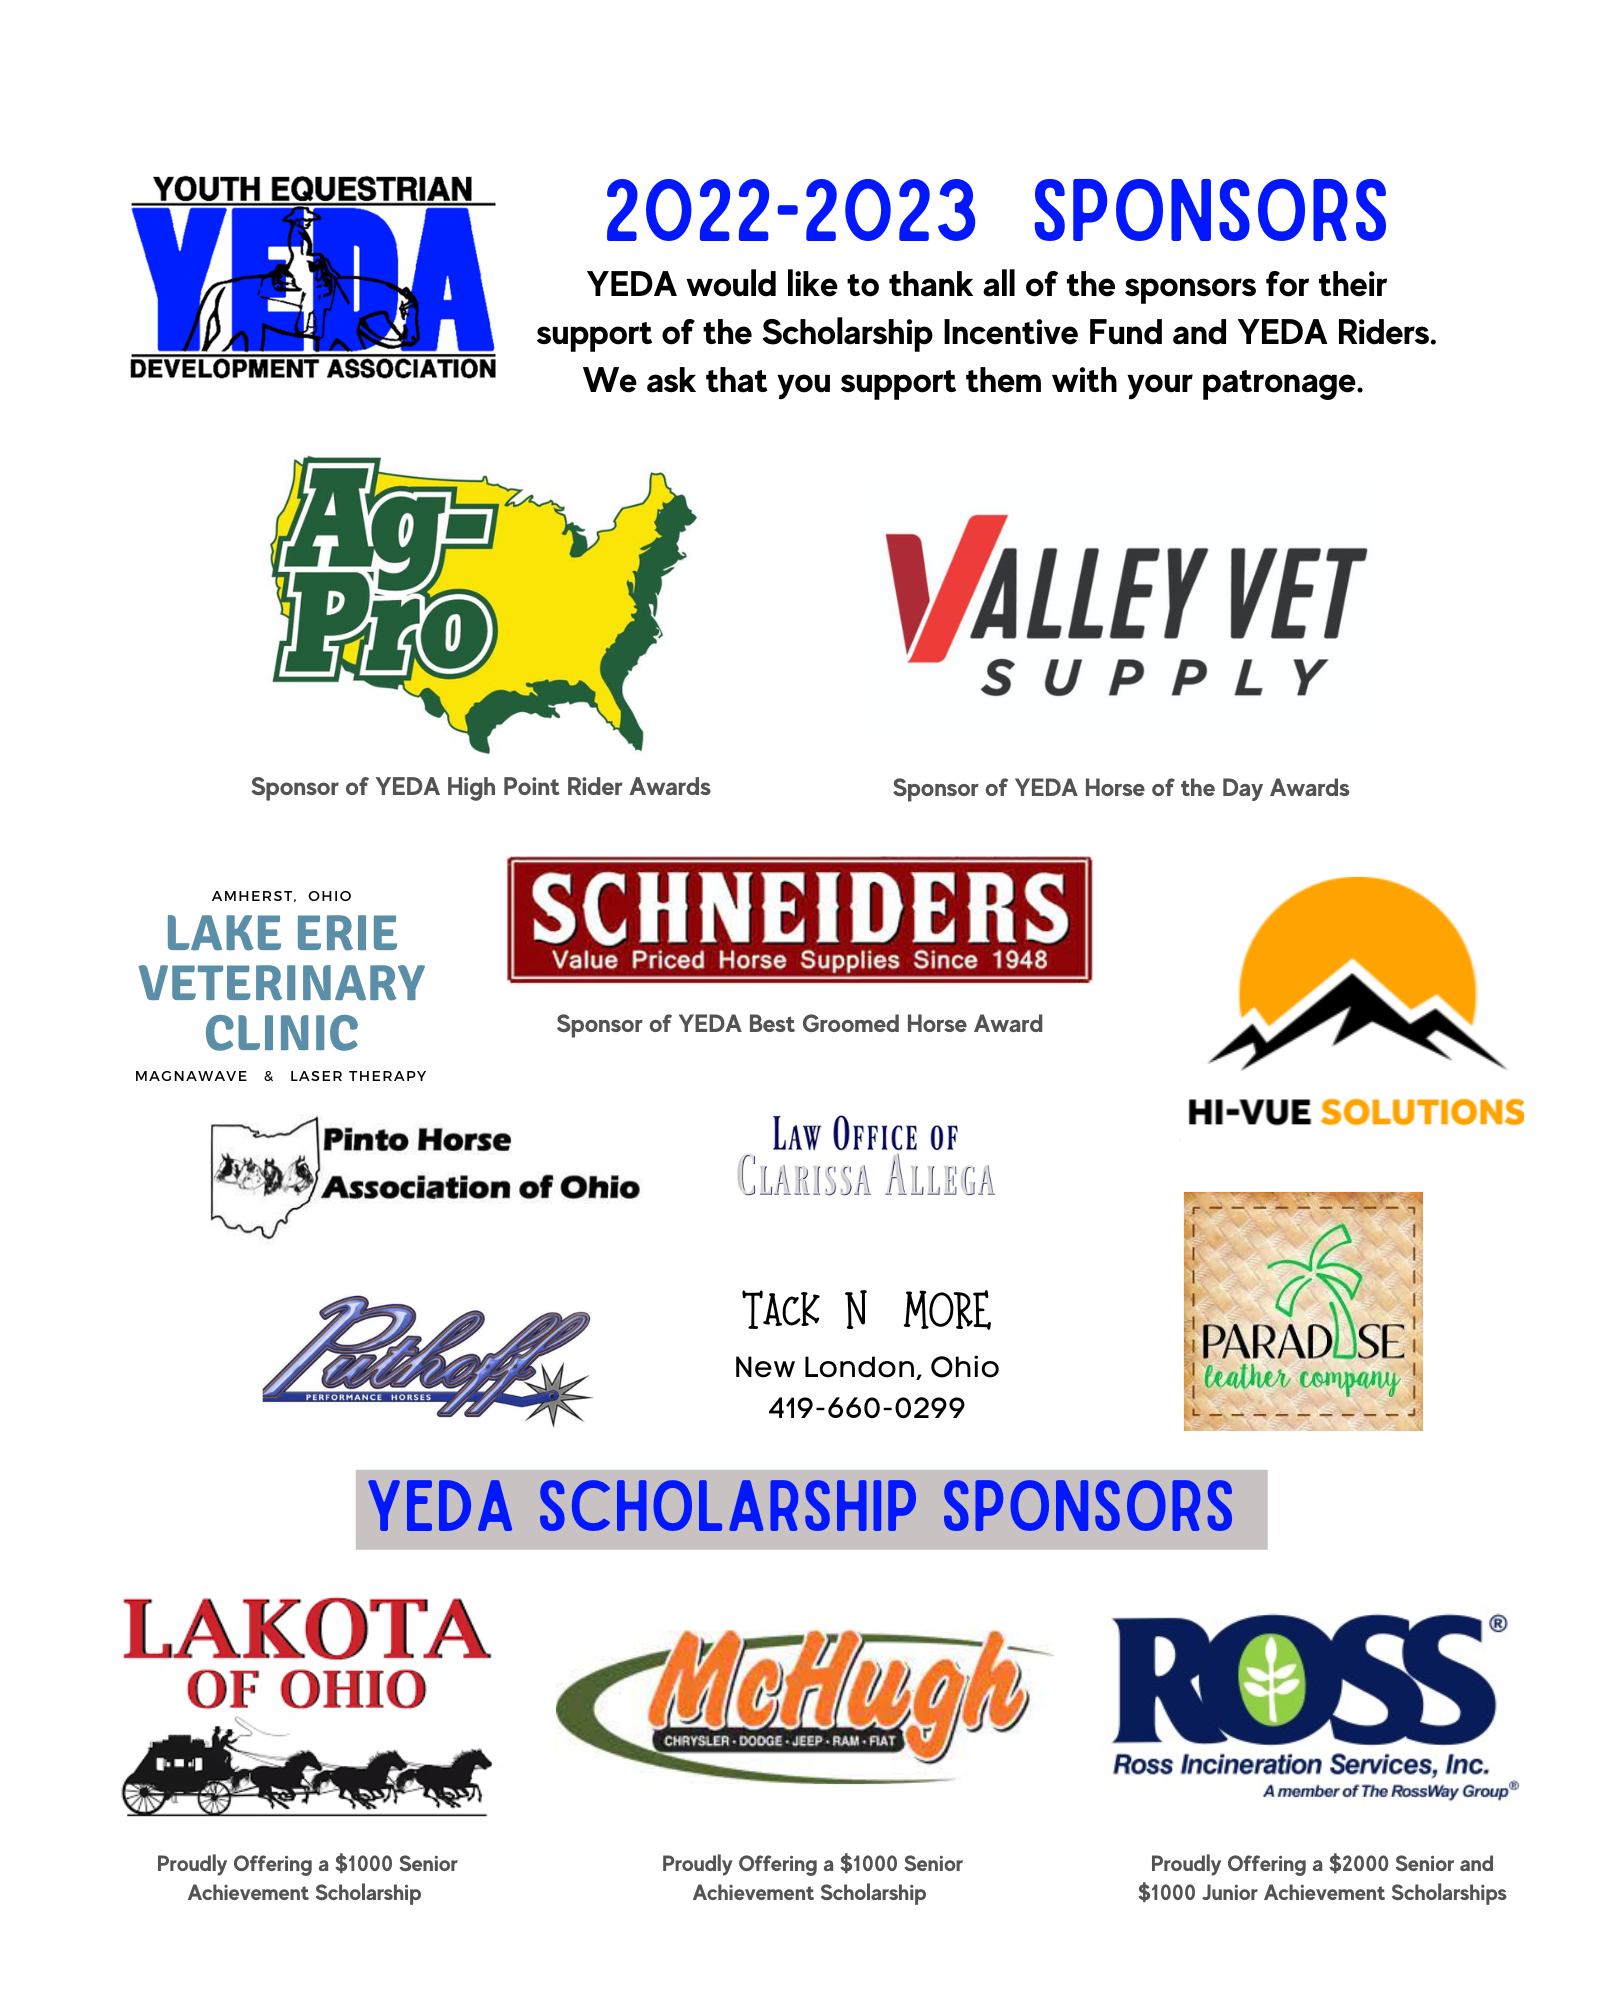 YOUTH EQUESTRIAN
YEDA
DEVELOPMENT ASSOCIATION
2022-2023 SPONSORS
YEDA would like to thank all of the sponsors for their
support of the Scholarship Incentive Fund and YEDA Riders.
We ask that you support them with your patronage.
Ag-
Pro
Sponsor of YEDA High Point Rider Awards
VALLEY VET
SUPPLY
Sponsor of YEDA Horse of the Day Awards
AMHERST, OHIO
LAKE ERIE
VETERINARY
CLINIC
MAGNAWAVE & LASER THERAPY
SCHNEIDERS
Value Priced Horse Supplies Since 1948
Sponsor of YEDA Best Groomed Horse Award
HI-VUE SOLUTIONS
Pinto Horse
Association of Ohio
LAW OFFICE OF
CLARISSA ALLEGA
Puthoff
PERFORMANCE HORSES
TACK N MORE
New London, Ohio
419-660-0299
PARADISE
leather company
YEDA SCHOLARSHIP SPONSORS
LAKOTA
OF OHIO
Proudly Offering a $1000 Senior
Achievement Scholarship
McHugh
CHRYSLER • DODGE • JEEP • RAM • FIAT
Proudly Offering a $1000 Senior
Achievement Scholarship
ROSS®
Ross Incineration Services, Inc.
A member of The RossWay Group®
Proudly Offering a $2000 Senior and
$1000 Junior Achievement Scholarships